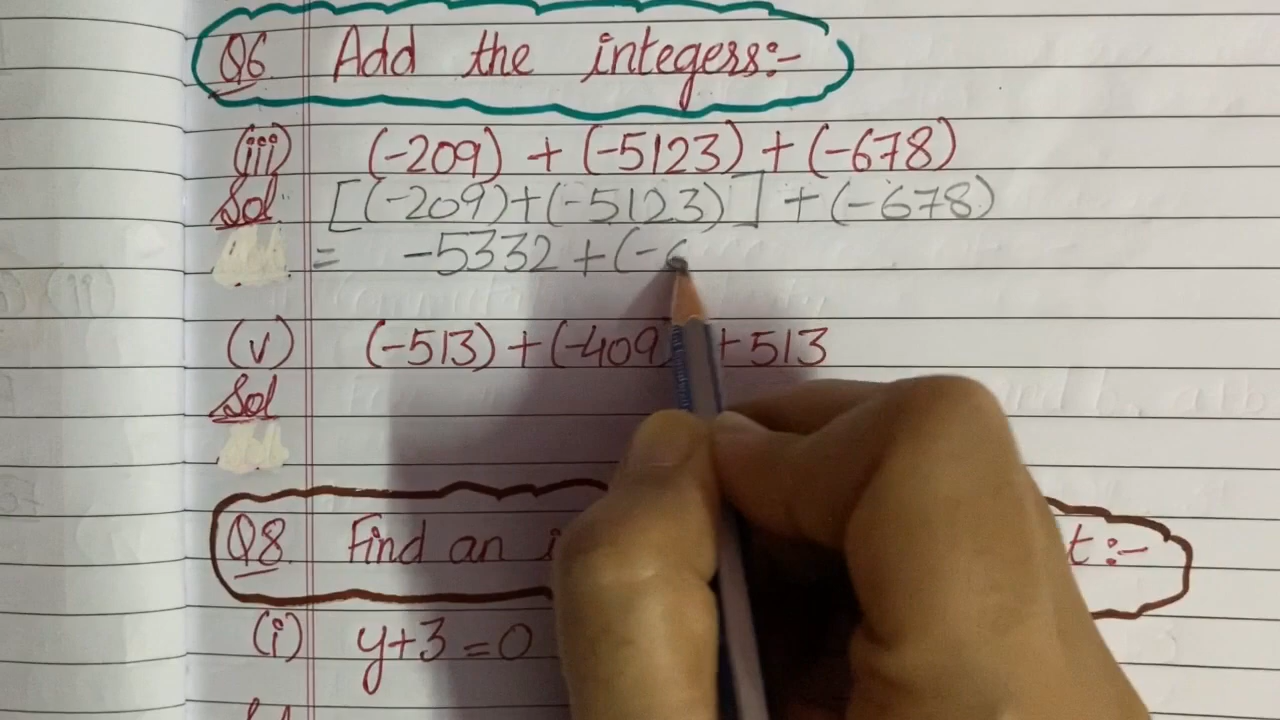 Q6 Add the integers:-
(iii) (-209) + (-5123) + (-678)
Sol. [(-209)+(-5123)] + (-678)
= -5332 + (-6
(v) (-513) + (-409) + 513
Sol
Q8 Find an t:-
(i) y+3=0